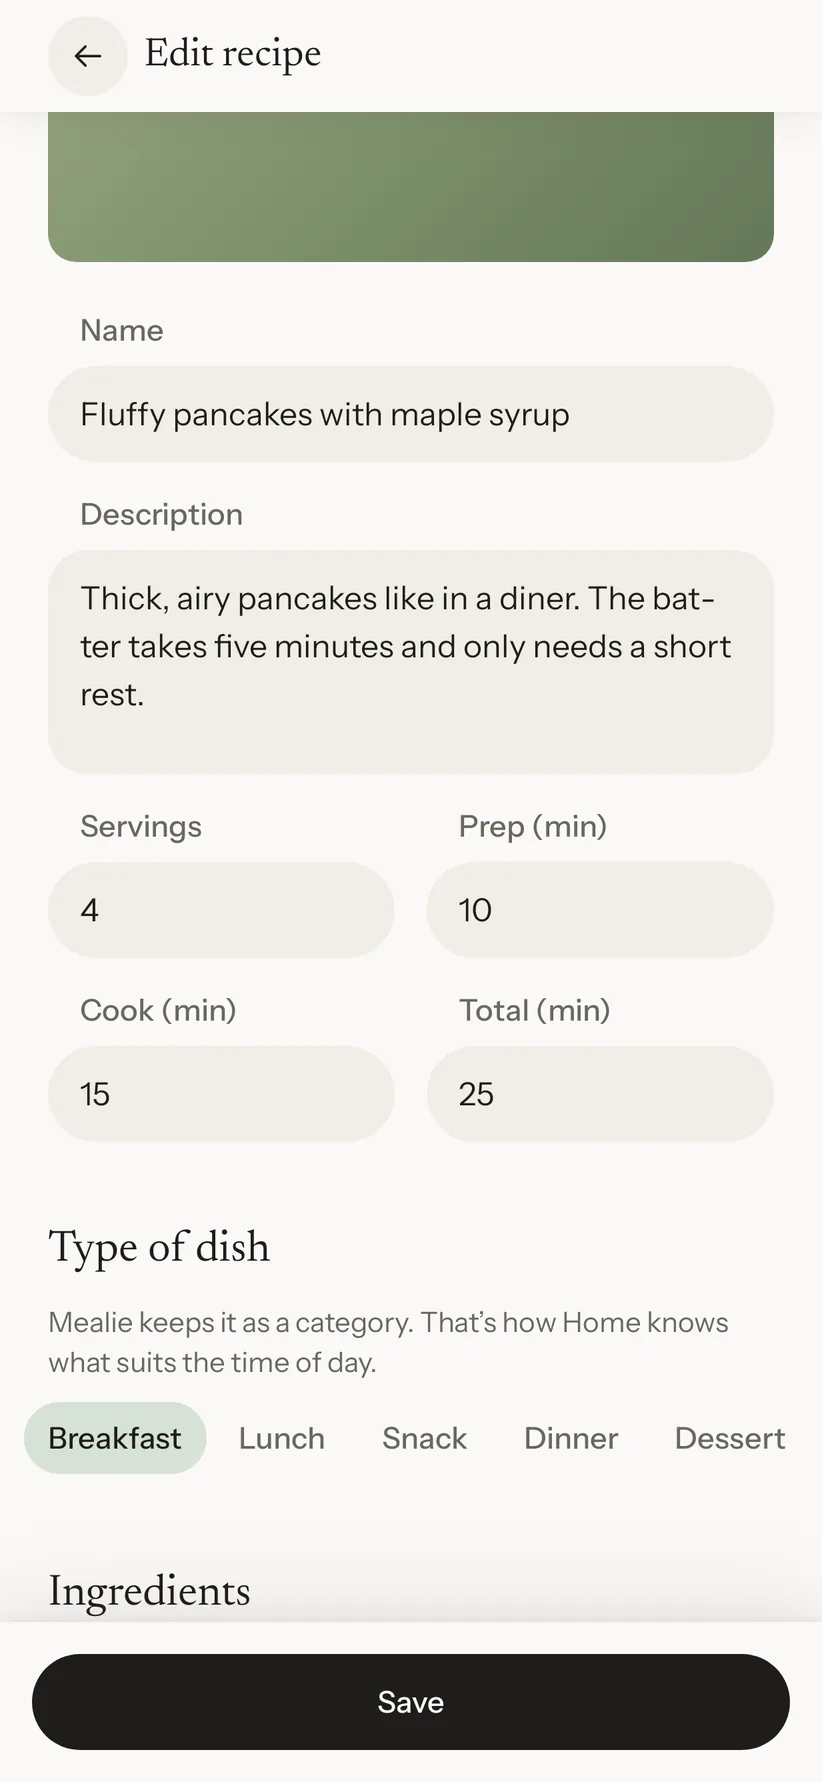 Edit recipe
Name
Fluffy pancakes with maple syrup
Description
Thick, airy pancakes like in a diner. The bat-
ter takes five minutes and only needs a short
rest.
Servings
Prep (min)
4
10
Cook (min)
Total (min)
15
25
Type of dish
Mealie keeps it as a category. That’s how Home knows
what suits the time of day.
Breakfast Lunch Snack Dinner Dessert
Ingredients
Save